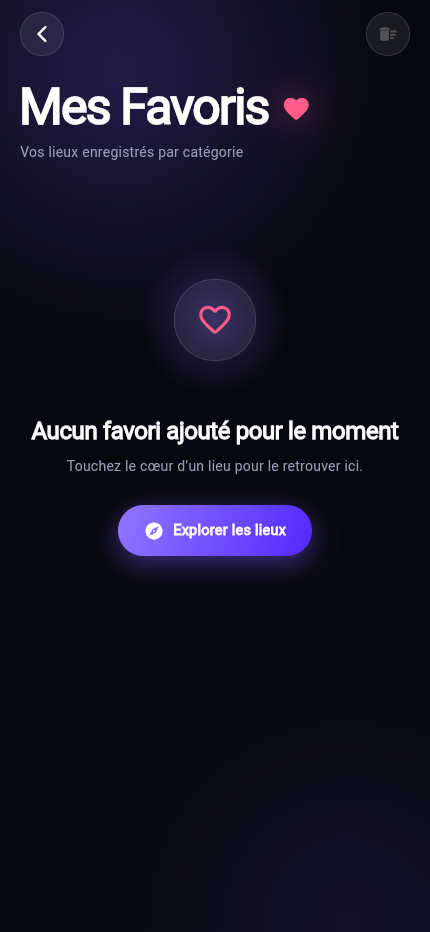 Mes Favoris
Vos lieux enregistrés par catégorie
Aucun favori ajouté pour le moment
Touchez le cœur d’un lieu pour le retrouver ici.
Explorer les lieux